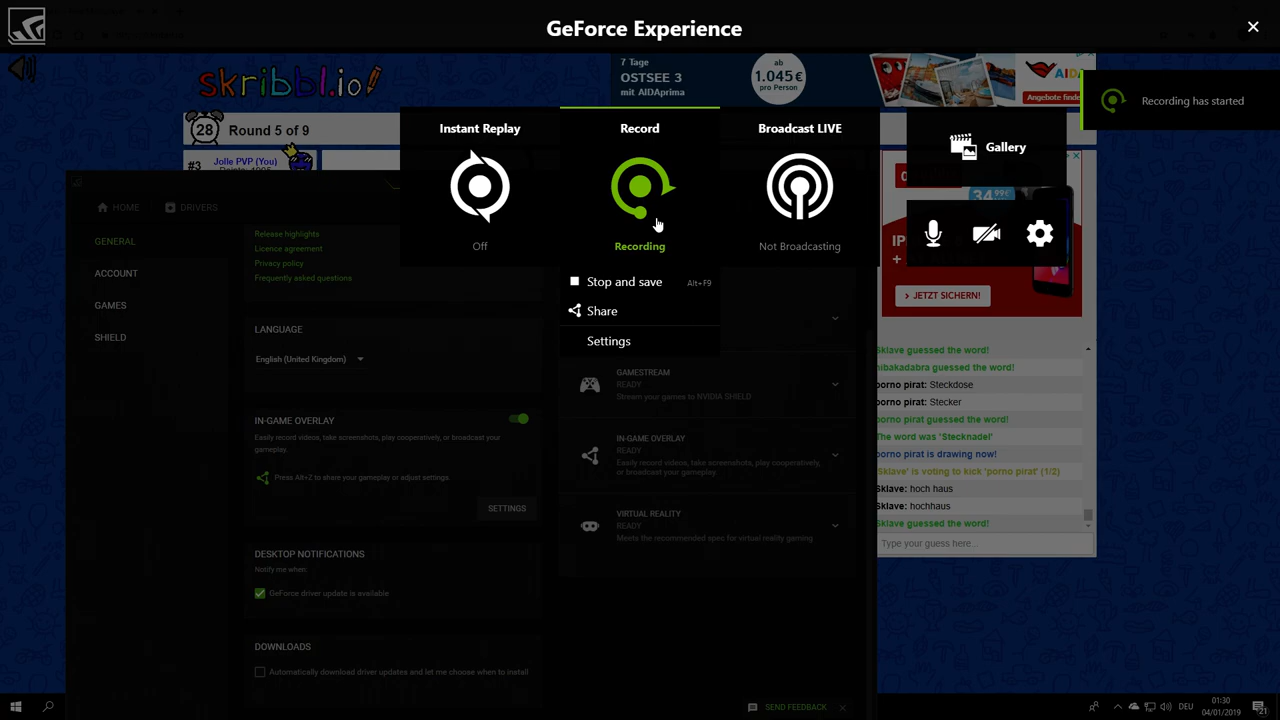 GeForce Experience
skribbl.io
7 Tage
OSTSEE 3
mit AIDAprima
ab
1.045€
pro Person
AIDA
Angebote finde
Recording has started
28
Round 5 of 9
#3
Jolle PVP (You)
Instant Replay
Off
Record
Recording
Broadcast LIVE
Not Broadcasting
Gallery
Stop and save
Alt+F9
Share
Settings
HOME
DRIVERS
GENERAL
ACCOUNT
GAMES
SHIELD
Release highlights
Licence agreement
Privacy policy
Frequently asked questions
LANGUAGE
English (United Kingdom)
IN-GAME OVERLAY
Easily record videos, take screenshots, play cooperatively, or broadcast your
gameplay.
Press Alt+Z to share your gameplay or adjust settings.
SETTINGS
DESKTOP NOTIFICATIONS
Notify me when:
GeForce driver update is available
DOWNLOADS
Automatically download driver updates and let me choose when to install
GAMESTREAM
READY
Stream your games to NVIDIA SHIELD
IN-GAME OVERLAY
READY
Easily record videos, take screenshots, play cooperatively,
or broadcast your gameplay.
VIRTUAL REALITY
READY
Meets the recommended spec for virtual reality gaming
SEND FEEDBACK
34.99€
IP
+
› JETZT SICHERN!
Sklave guessed the word!
hibakadabra guessed the word!
porno pirat: Steckdose
porno pirat: Stecker
porno pirat guessed the word!
The word was 'Stecknadel'
porno pirat is drawing now!
'Sklave' is voting to kick 'porno pirat' (1/2)
Sklave: hoch haus
Sklave: hochhaus
Sklave guessed the word!
Type your guess here...
DEU
01:30
04/01/2019
21